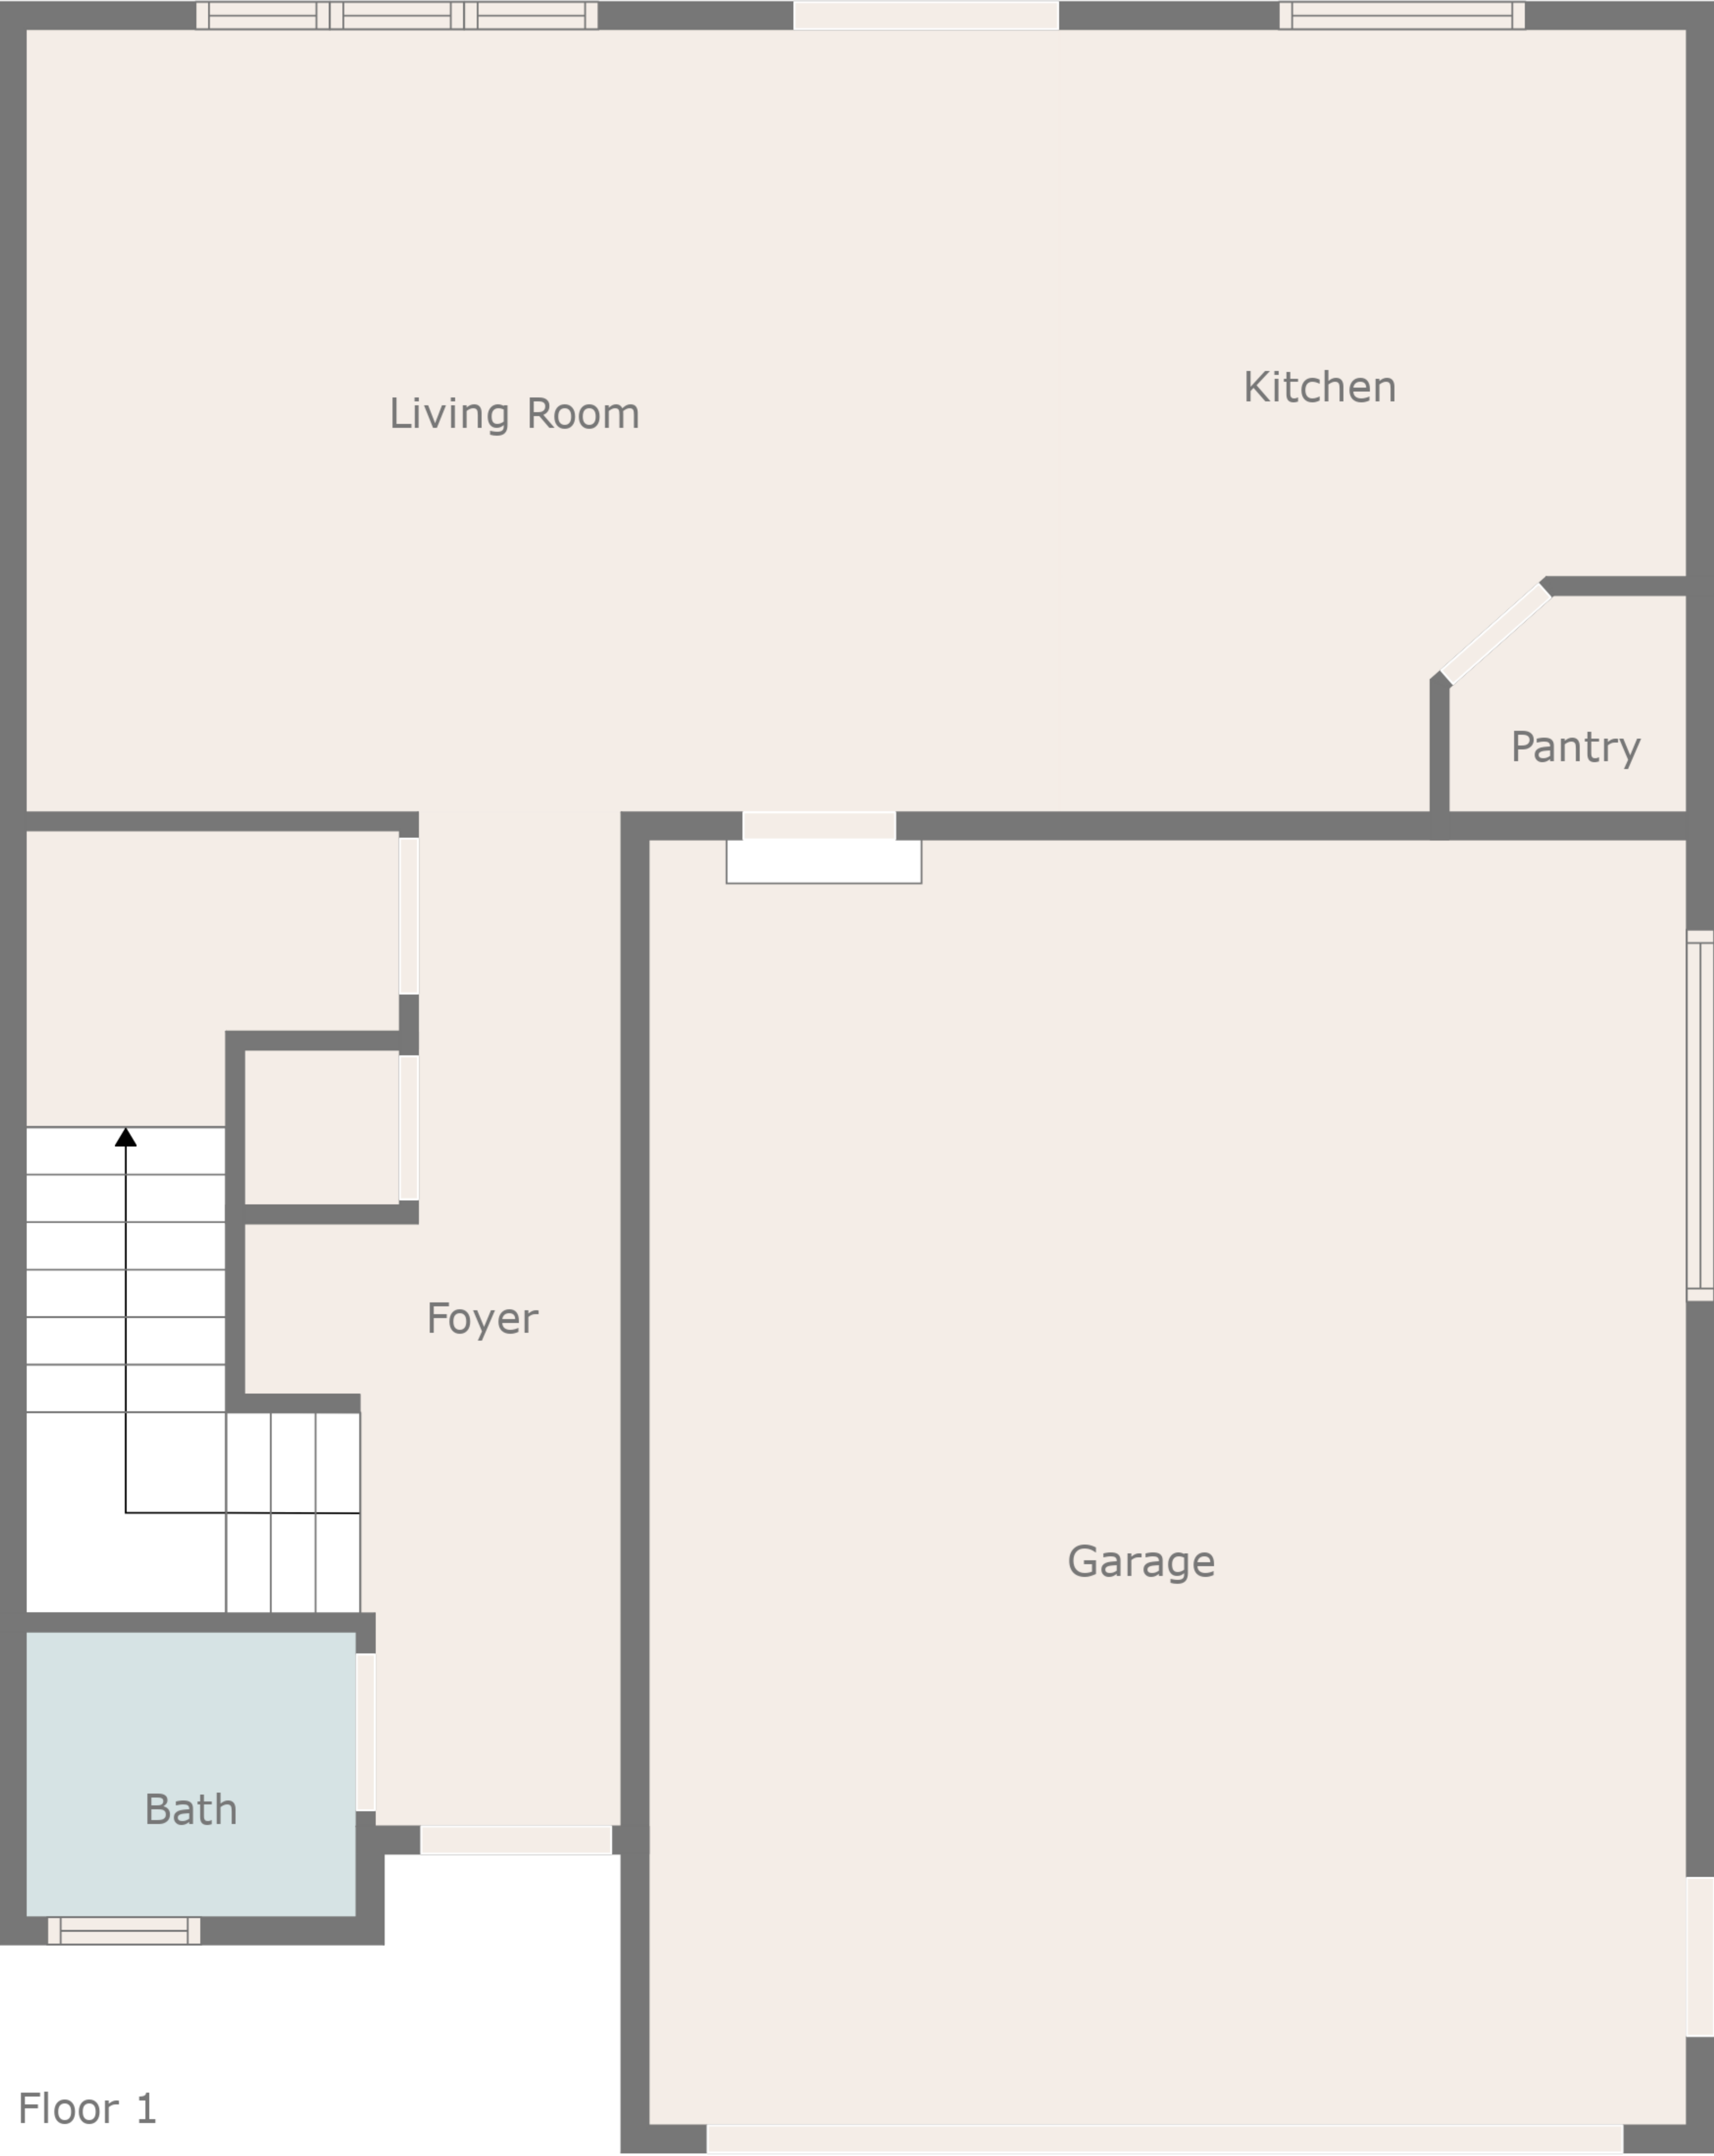 Kitchen
Living Room
Pantry
Foyer
Garage
Bath
Floor 1